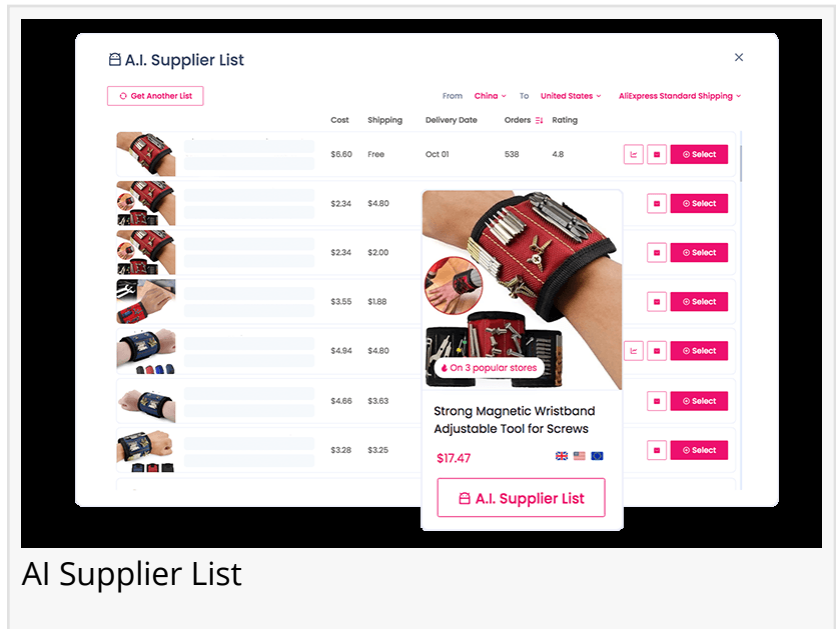 A.I. Supplier List
Get Another List
From China To United States AliExpress Standard Shipping
Cost Shipping Delivery Date Orders Rating
$6.60 Free Oct 01 538 4.8 Select
$2.34 $4.80 Select
$2.34 $2.00 Select
$3.55 $1.88 Select
$4.94 $4.80 Select
$4.66 $3.63 Select
$3.28 $3.25 Select
On 3 popular stores
Strong Magnetic Wristband
Adjustable Tool for Screws
$17.47
A.I. Supplier List
AI Supplier List